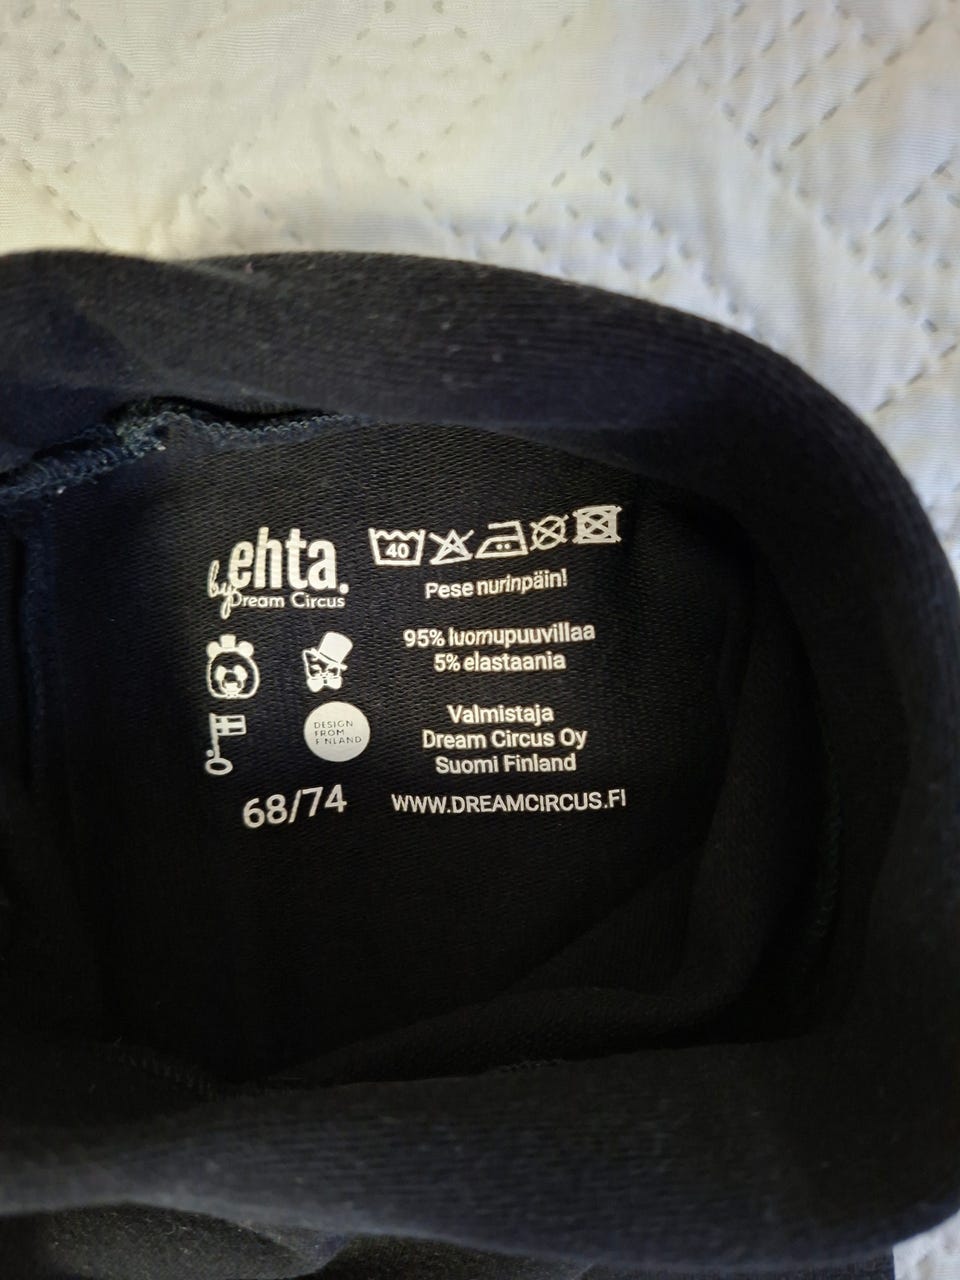 ehta.
by Dream Circus
40
Pese nurinpäin!
95% luomupuuvillaa
5% elastaania
DESIGN
FROM
FINLAND
Valmistaja
Dream Circus Oy
Suomi Finland
68/74
WWW.DREAMCIRCUS.FI